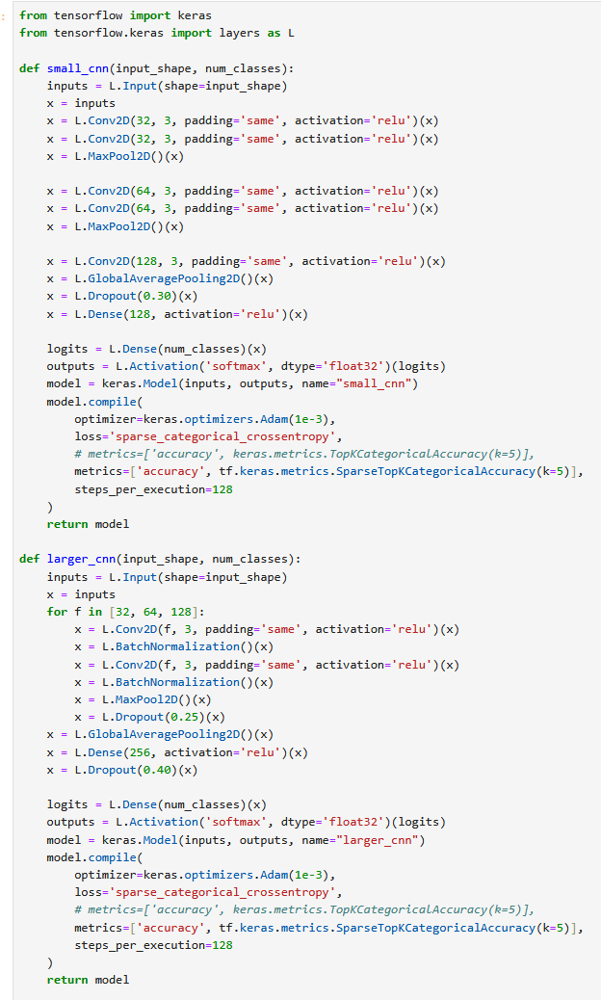 from tensorflow import keras
from tensorflow.keras import layers as L

def small_cnn(input_shape, num_classes):
    inputs = L.Input(shape=input_shape)
    x = inputs
    x = L.Conv2D(32, 3, padding='same', activation='relu')(x)
    x = L.Conv2D(32, 3, padding='same', activation='relu')(x)
    x = L.MaxPool2D()(x)

    x = L.Conv2D(64, 3, padding='same', activation='relu')(x)
    x = L.Conv2D(64, 3, padding='same', activation='relu')(x)
    x = L.MaxPool2D()(x)

    x = L.Conv2D(128, 3, padding='same', activation='relu')(x)
    x = L.GlobalAveragePooling2D()(x)
    x = L.Dropout(0.30)(x)
    x = L.Dense(128, activation='relu')(x)

    logits = L.Dense(num_classes)(x)
    outputs = L.Activation('softmax', dtype='float32')(logits)
    model = keras.Model(inputs, outputs, name="small_cnn")
    model.compile(
        optimizer=keras.optimizers.Adam(1e-3),
        loss='sparse_categorical_crossentropy',
        # metrics=['accuracy', keras.metrics.TopKCategoricalAccuracy(k=5)],
        metrics=['accuracy', tf.keras.metrics.SparseTopKCategoricalAccuracy(k=5)],
        steps_per_execution=128
    )
    return model

def larger_cnn(input_shape, num_classes):
    inputs = L.Input(shape=input_shape)
    x = inputs
    for f in [32, 64, 128]:
        x = L.Conv2D(f, 3, padding='same', activation='relu')(x)
        x = L.BatchNormalization()(x)
        x = L.Conv2D(f, 3, padding='same', activation='relu')(x)
        x = L.BatchNormalization()(x)
        x = L.MaxPool2D()(x)
        x = L.Dropout(0.25)(x)
    x = L.GlobalAveragePooling2D()(x)
    x = L.Dense(256, activation='relu')(x)
    x = L.Dropout(0.40)(x)

    logits = L.Dense(num_classes)(x)
    outputs = L.Activation('softmax', dtype='float32')(logits)
    model = keras.Model(inputs, outputs, name="larger_cnn")
    model.compile(
        optimizer=keras.optimizers.Adam(1e-3),
        loss='sparse_categorical_crossentropy',
        # metrics=['accuracy', keras.metrics.TopKCategoricalAccuracy(k=5)],
        metrics=['accuracy', tf.keras.metrics.SparseTopKCategoricalAccuracy(k=5)],
        steps_per_execution=128
    )
    return model